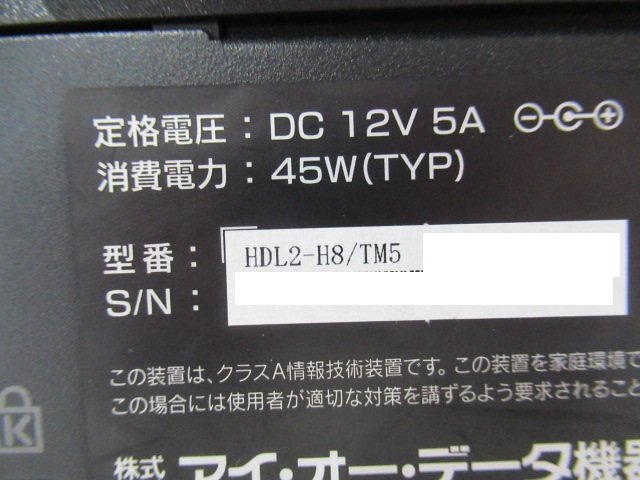 定格電圧 : DC 12V 5A
消費電力 : 45W(TYP)
型番 : HDL2-H8/TM5
S/N :
この装置は、クラスA情報技術装置です。この装置を家庭環境で
この場合には使用者が適切な対策を講ずるよう要求されること
K
株式 アイ・オー・データ機器